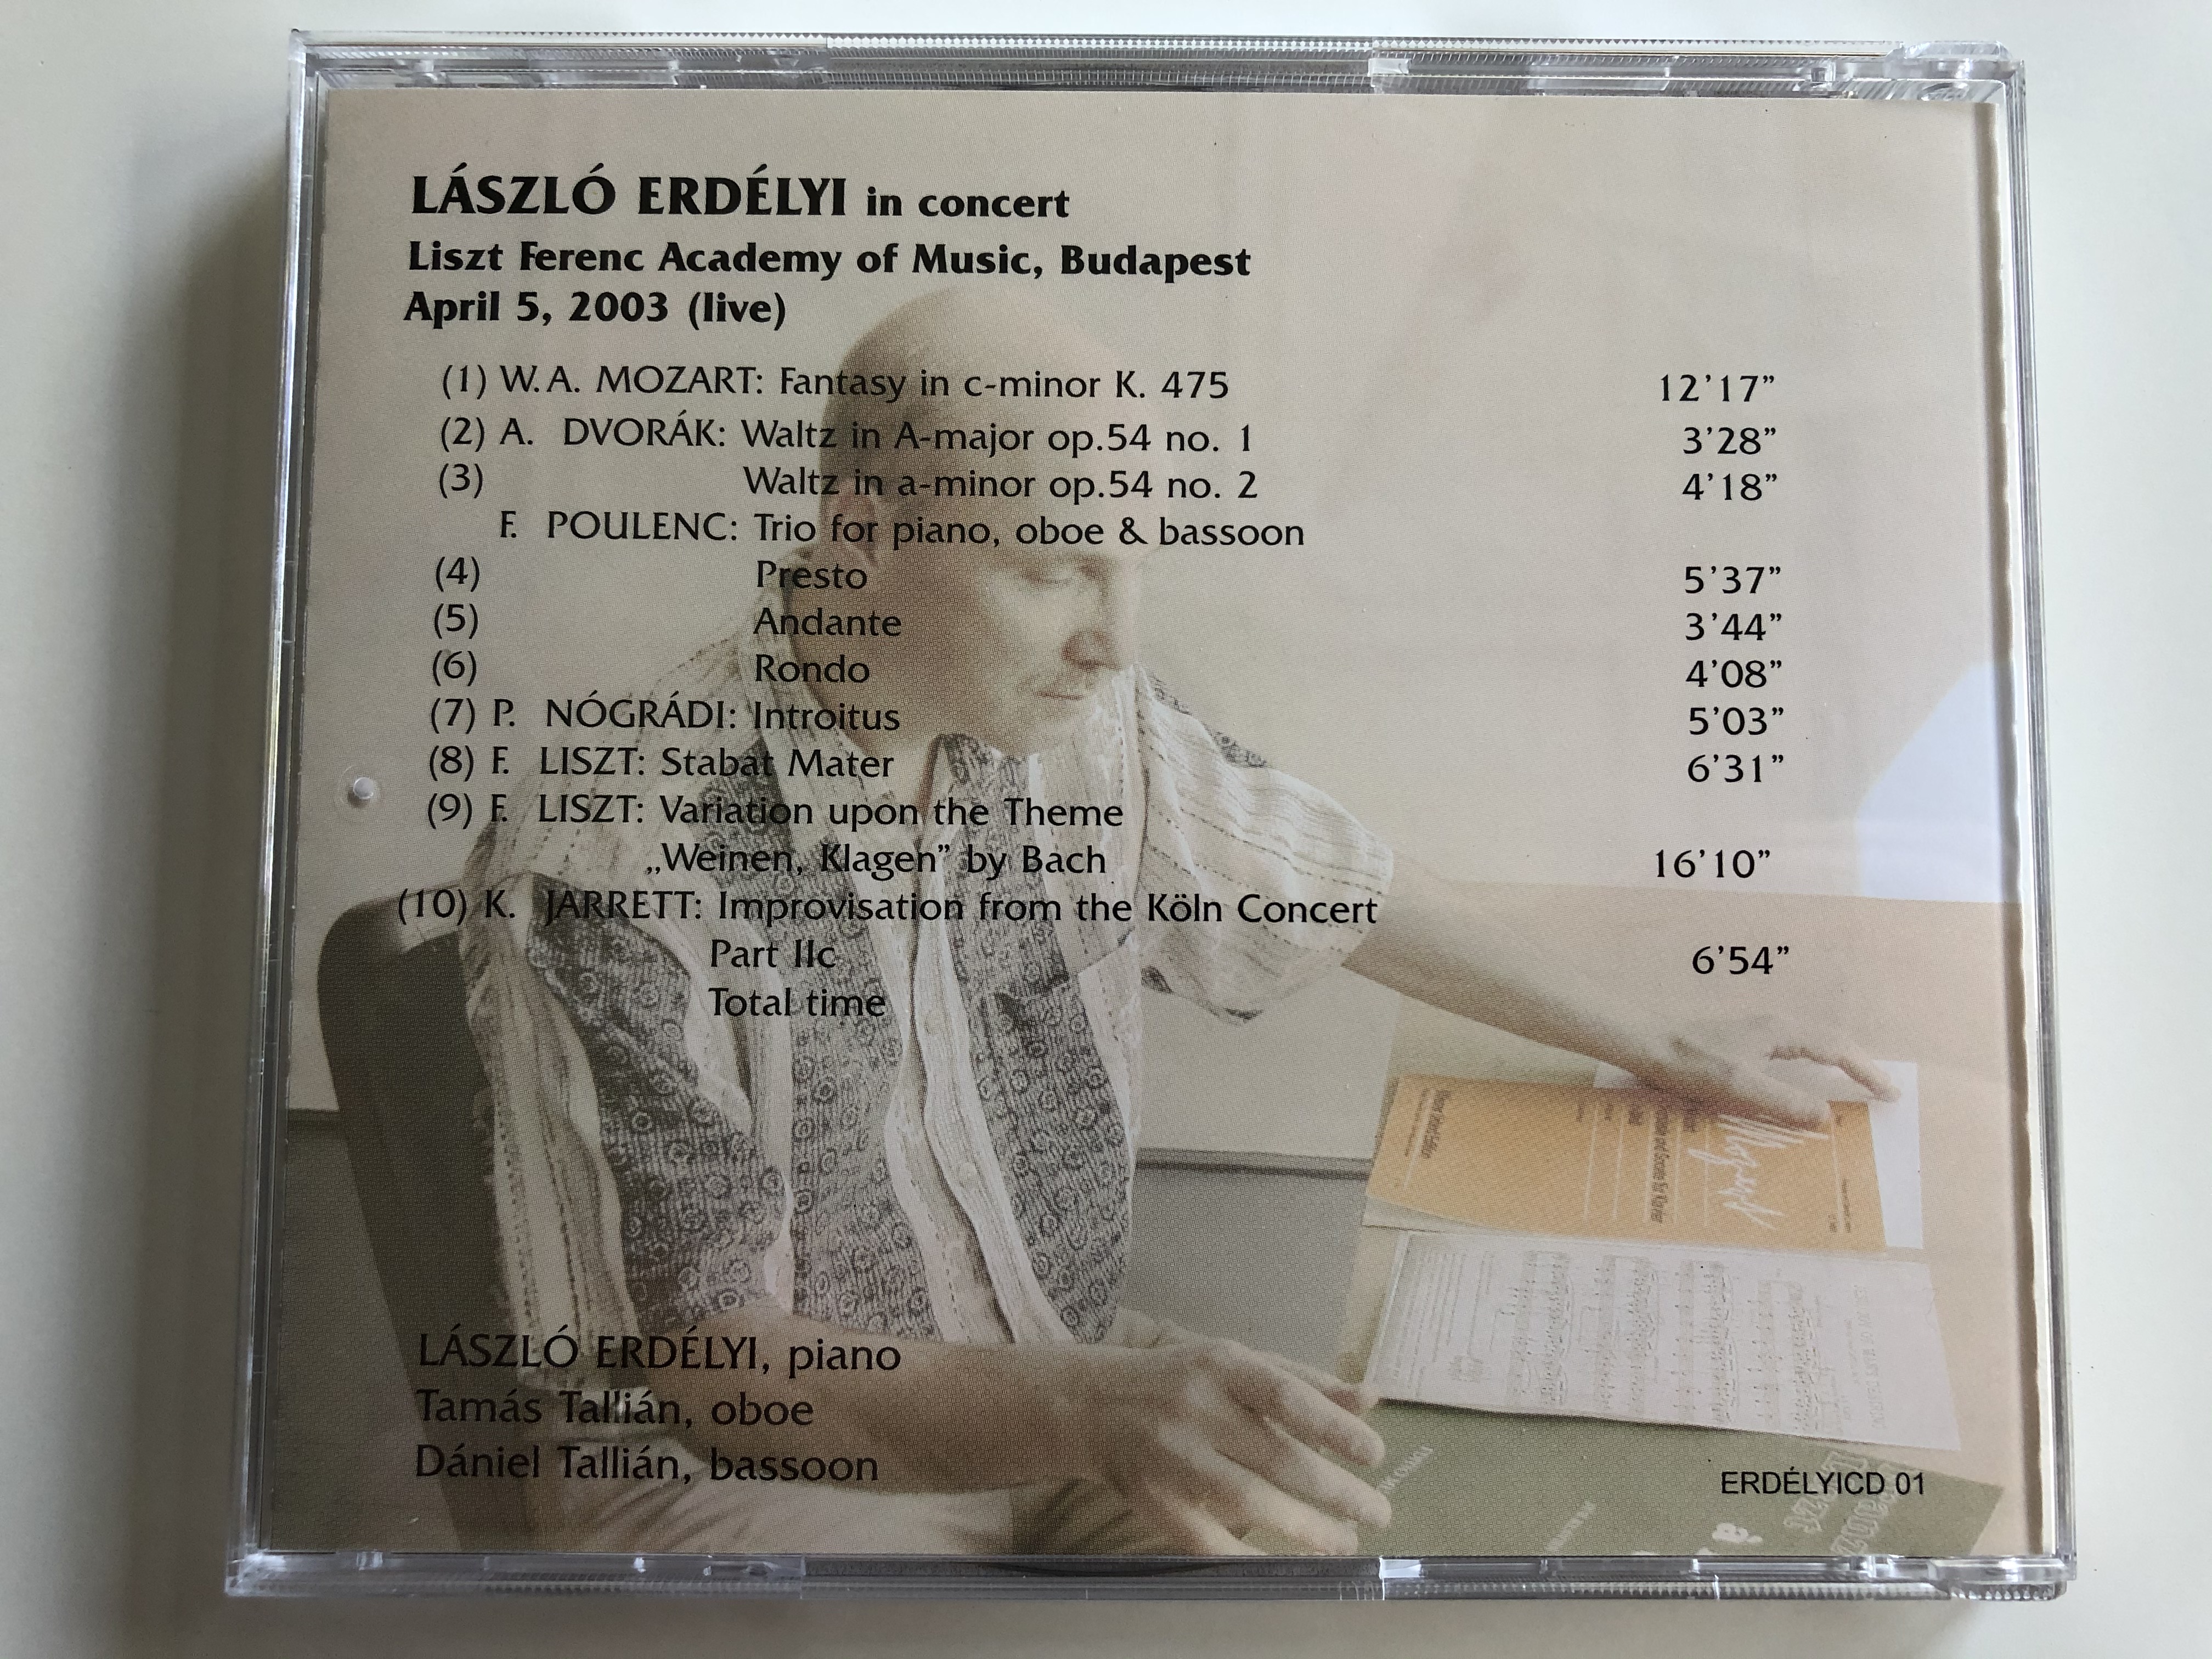 LÁSZLÓ ERDÉLYI in concert
Liszt Ferenc Academy of Music, Budapest
April 5, 2003 (live)
(1) W.A. MOZART: Fantasy in c-minor K. 475 12'17”
(2) A. DVORÁK: Waltz in A-major op.54 no. 1 3'28”
(3) Waltz in a-minor op.54 no. 2 4'18”
F. POULENC: Trio for piano, oboe & bassoon
(4) Presto 5'37”
(5) Andante 3'44”
(6) Rondo 4'08”
(7) P. NÓGRÁDI: Introitus 5'03”
(8) F. LISZT: Stabat Mater 6'31”
(9) F. LISZT: Variation upon the Theme
„Weinen, Klagen” by Bach 16'10”
(10) K. JARRETT: Improvisation from the Köln Concert
Part IIc 6'54”
Total time
Mozart
LÁSZLÓ ERDÉLYI, piano
Tamás Tallián, oboe
Dániel Tallián, bassoon
ERDÉLYICD 01